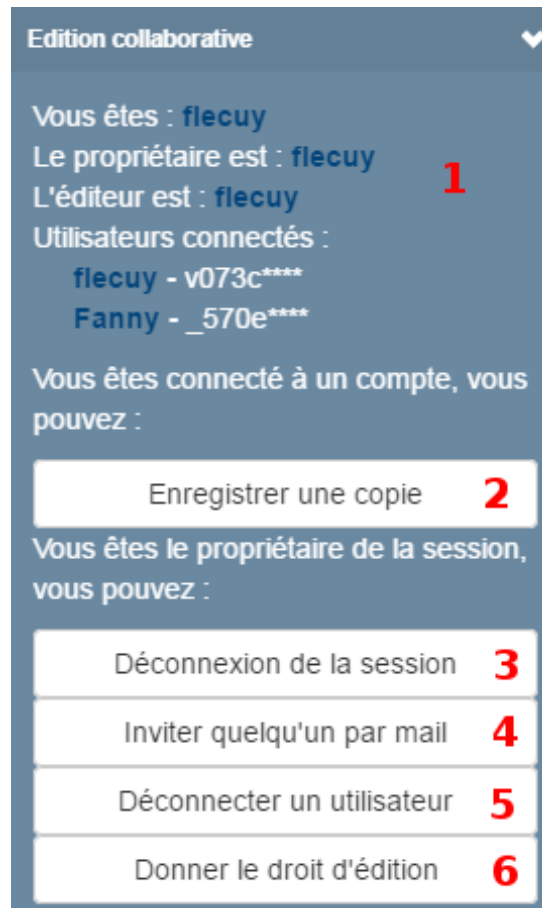 Edition collaborative
Vous êtes : flecuy
Le propriétaire est : flecuy
1
L'éditeur est : flecuy
Utilisateurs connectés :
flecuy - v073c****
Fanny - _570e****
Vous êtes connecté à un compte, vous
pouvez :
Enregistrer une copie 2
Vous êtes le propriétaire de la session,
vous pouvez :
Déconnexion de la session 3
Inviter quelqu'un par mail 4
Déconnecter un utilisateur 5
Donner le droit d'édition 6